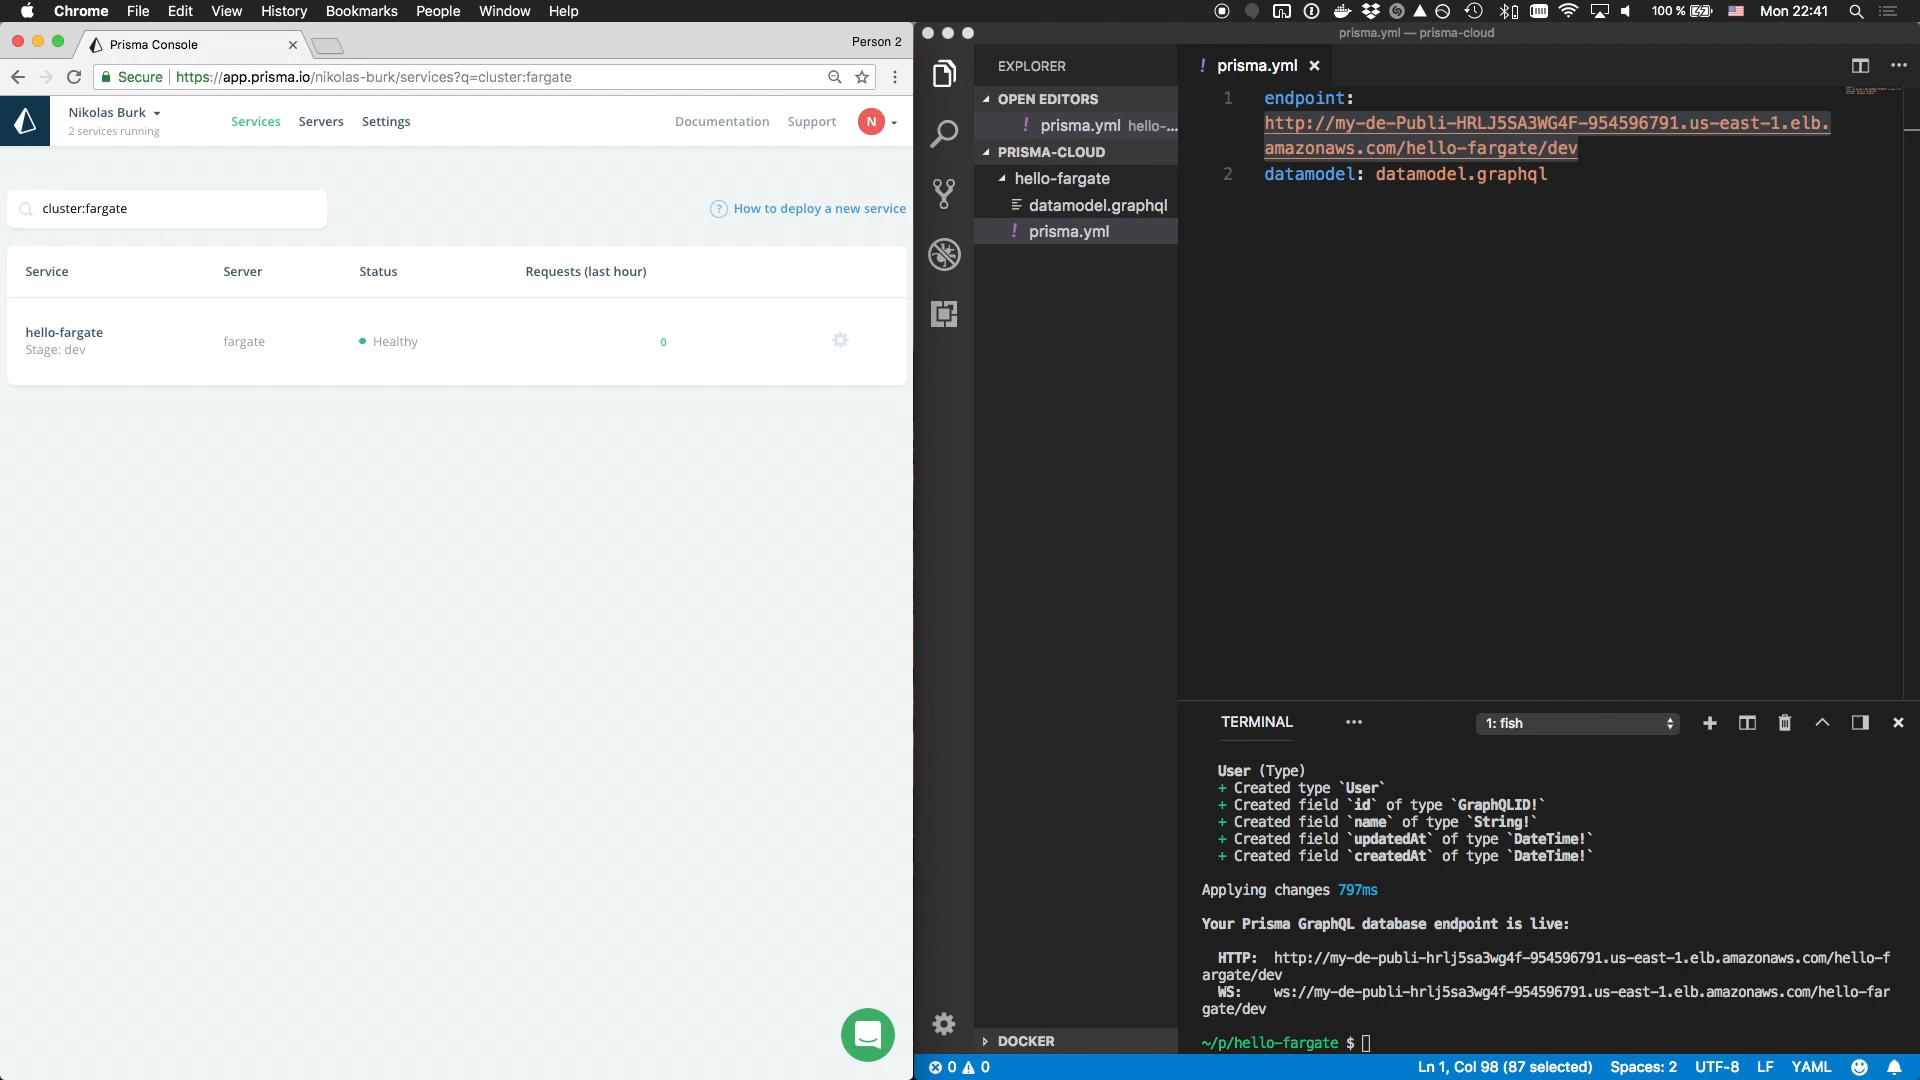 Chrome File Edit View History Bookmarks People Window Help
100 % Mon 22:41
Prisma Console
Person 2
Secure https://app.prisma.io/nikolas-burk/services?q=cluster:fargate
Nikolas Burk
2 services running
Services Servers Settings
Documentation Support
N
cluster:fargate
? How to deploy a new service
Service Server Status Requests (last hour)
hello-fargate
Stage: dev
fargate
Healthy
0
prisma.yml — prisma-cloud
EXPLORER
OPEN EDITORS
! prisma.yml hello-...
PRISMA-CLOUD
hello-fargate
datamodel.graphql
! prisma.yml
DOCKER
! prisma.yml
1 endpoint:
http://my-de-Publi-HRLJ5SA3WG4F-954596791.us-east-1.elb.
amazonaws.com/hello-fargate/dev
2 datamodel: datamodel.graphql
TERMINAL
1: fish
User (Type)
+ Created type `User`
+ Created field `id` of type `GraphQLID!`
+ Created field `name` of type `String!`
+ Created field `updatedAt` of type `DateTime!`
+ Created field `createdAt` of type `DateTime!`
Applying changes 797ms
Your Prisma GraphQL database endpoint is live:
HTTP: http://my-de-publi-hrlj5sa3wg4f-954596791.us-east-1.elb.amazonaws.com/hello-f
argate/dev
WS: ws://my-de-publi-hrlj5sa3wg4f-954596791.us-east-1.elb.amazonaws.com/hello-far
gate/dev
~/p/hello-fargate $
0 0
Ln 1, Col 98 (87 selected) Spaces: 2 UTF-8 LF YAML